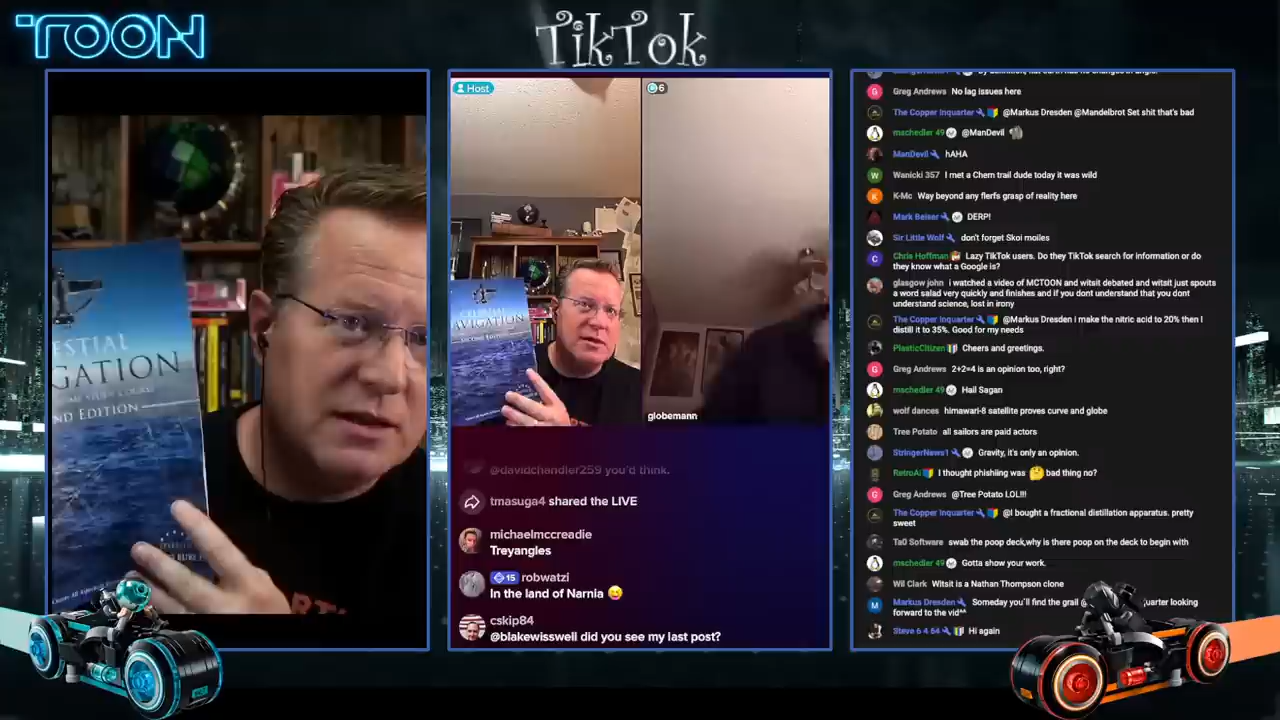 TOON
TikTok
ESTIAL
GATION
ND EDITION
Host
6
AVIGATION
globemann
@davidchandler259 you'd think.
tmasuga4 shared the LIVE
michaelmccreadie
Treyangles
15 robwatzi
In the land of Narnia
cskip84
@blakewisswell did you see my last post?
Greg Andrews No lag issues here
The Copper Inquarter @Markus Dresden @Mandelbrot Set shit that's bad
mschedler 49 @ManDevil
ManDevil hAHA
Wanicki 357 I met a Chem trail dude today it was wild
K-Mc Way beyond any flerfs grasp of reality here
Mark Beiser DERP!
Sir Little Wolf don't forget Skoi moiles
Chris Hoffman Lazy TikTok users. Do they TikTok search for information or do
they know what a Google is?
glasgow john i watched a video of MCTOON and witsit debated and witsit just spouts
a word salad very quickly and finishes and if you dont understand that you dont
understand science, lost in irony
The Copper Inquarter @Markus Dresden i make the nitric acid to 20% then I
distill it to 35%. Good for my needs
PlasticCitizen Cheers and greetings.
Greg Andrews 2+2=4 is an opinion too, right?
mschedler 49 Hail Sagan
wolf dances himawari-8 satellite proves curve and globe
Tree Potato all sailors are paid actors
StringerNews1 Gravity, it's only an opinion.
RetroAi I thought phishiing was bad thing no?
Greg Andrews @Tree Potato LOL!!!
The Copper Inquarter @I bought a fractional distillation apparatus. pretty
sweet
Ta0 Software swab the poop deck,why is there poop on the deck to begin with
mschedler 49 Gotta show your work.
Wil Clark Witsit is a Nathan Thompson clone
Markus Dresden Someday you'll find the grail @ uarter looking
forward to the vid^^
Steve 6 4 64 Hi again